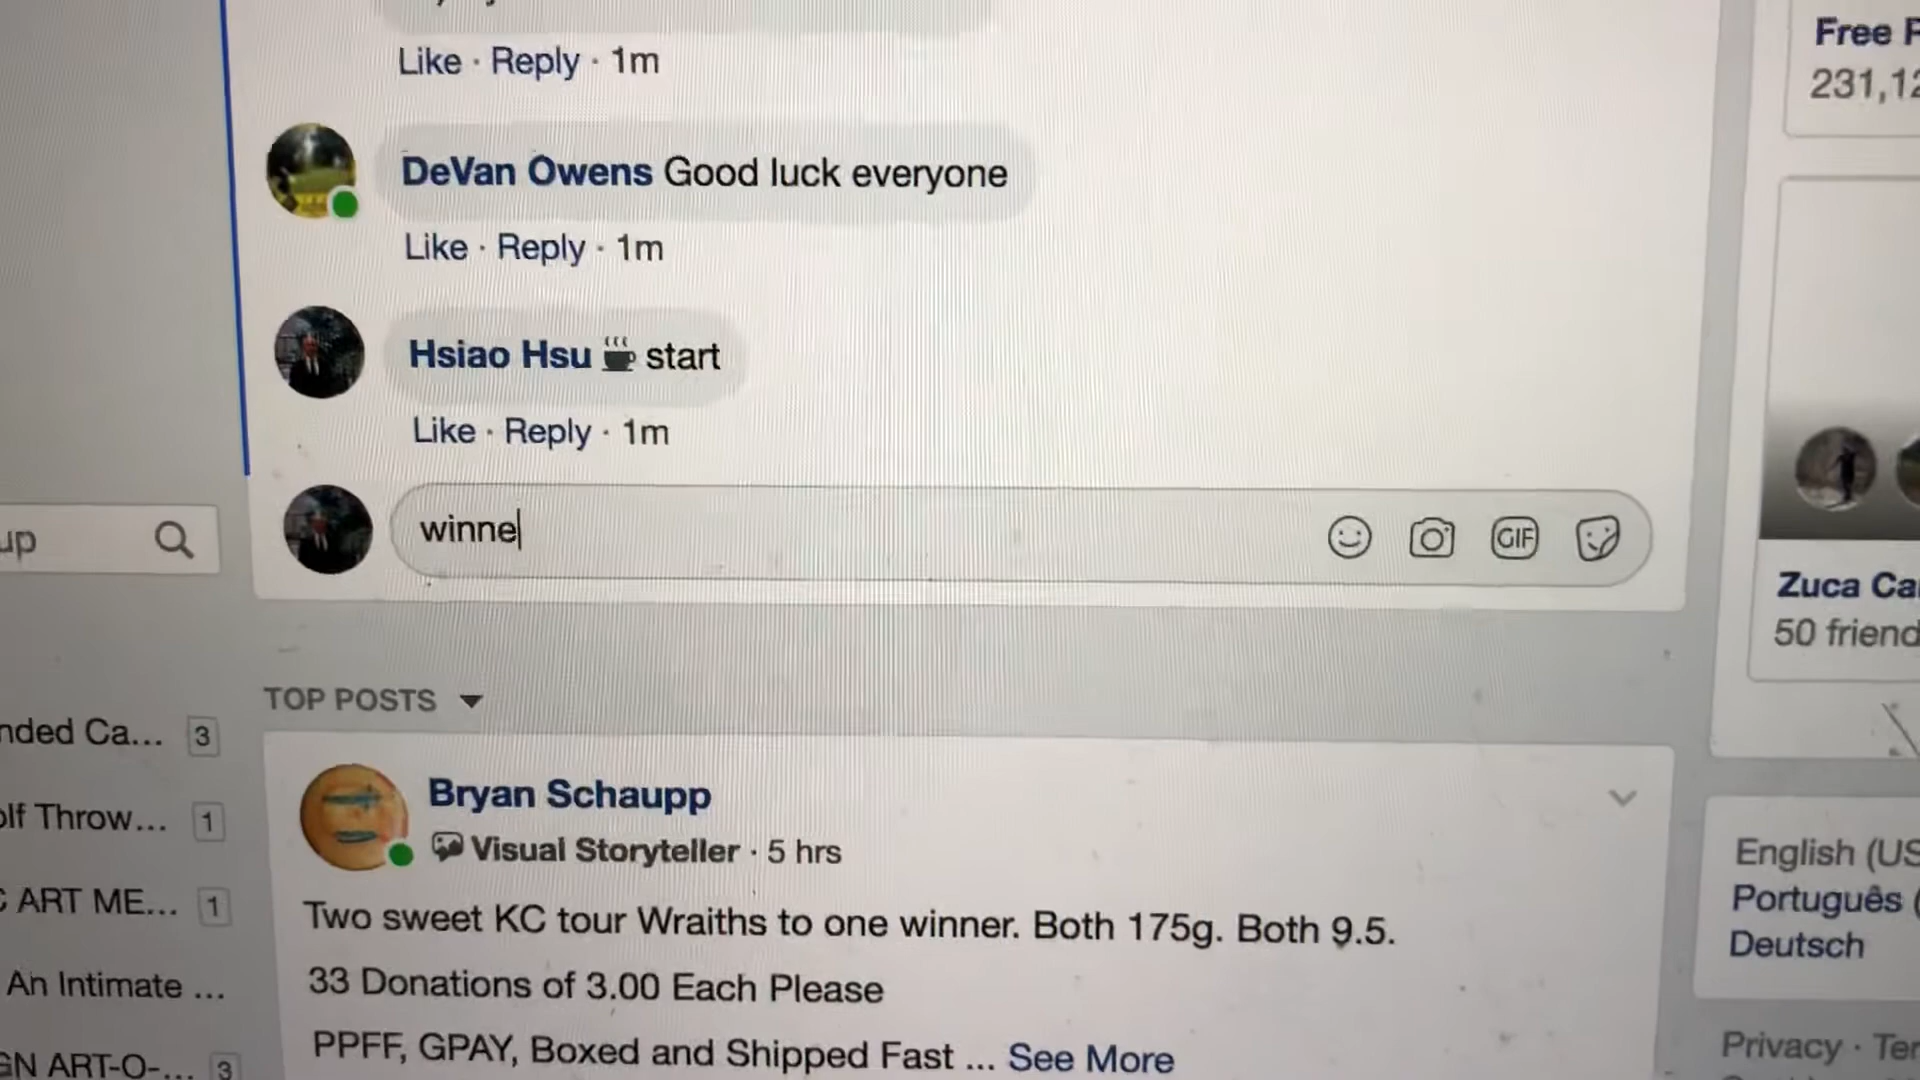 Like · Reply · 1m
Free
231,12
DeVan Owens Good luck everyone
Like · Reply · 1m
Hsiao Hsu ☕ start
Like · Reply · 1m
winne
GIF
up
Zuca Ca
50 friend
TOP POSTS
nded Ca... 3
olf Throw... 1
ART ME... 1
An Intimate ...
GN ART-O-... 3
Bryan Schaupp
Visual Storyteller · 5 hrs
Two sweet KC tour Wraiths to one winner. Both 175g. Both 9.5.
33 Donations of 3.00 Each Please
PPFF, GPAY, Boxed and Shipped Fast ... See More
English (US
Português (
Deutsch
Privacy · Ter